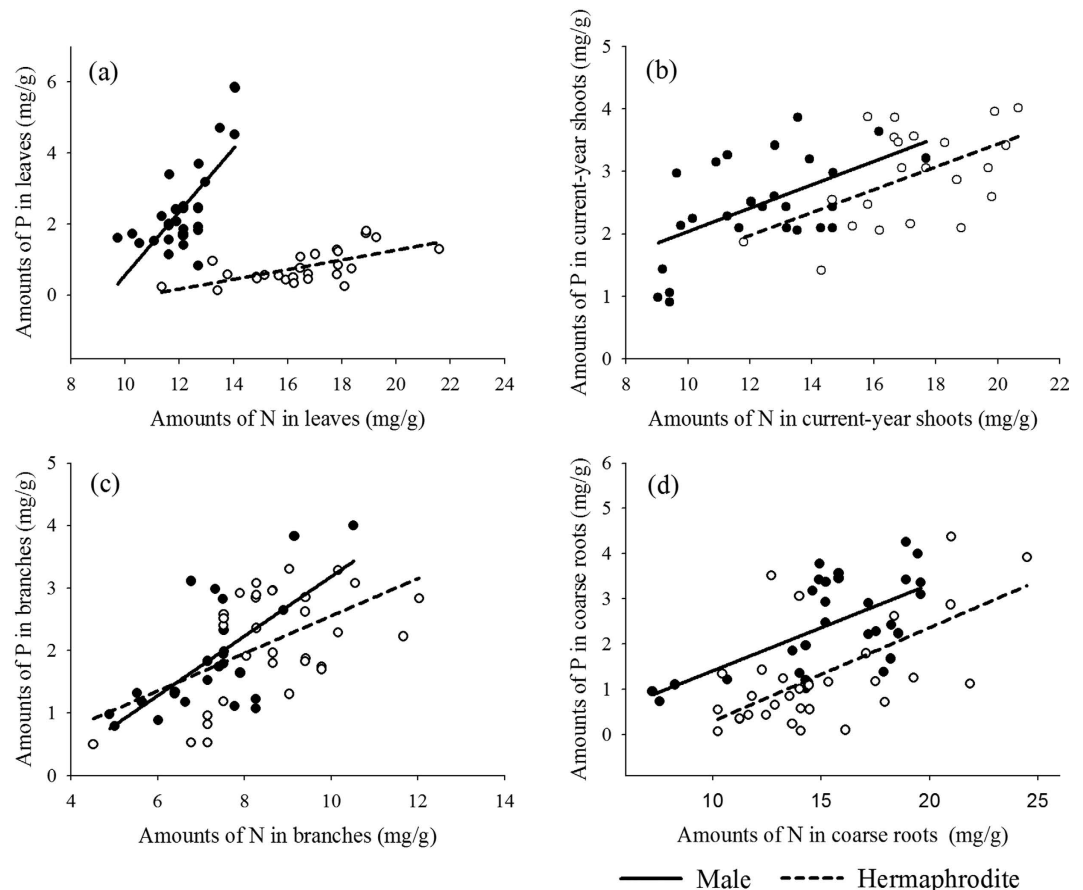 (a)
Amounts of P in leaves (mg/g)
6
4
2
0
8 10 12 14 16 18 20 22 24
Amounts of N in leaves (mg/g)
(b)
Amounts of P in current-year shoots (mg/g)
5
4
3
2
1
0
8 10 12 14 16 18 20 22
Amounts of N in current-year shoots (mg/g)
(c)
Amounts of P in branches (mg/g)
5
4
3
2
1
0
4 6 8 10 12 14
Amounts of N in branches (mg/g)
(d)
Amounts of P in coarse roots (mg/g)
6
5
4
3
2
1
0
10 15 20 25
Amounts of N in coarse roots (mg/g)
Male Hermaphrodite